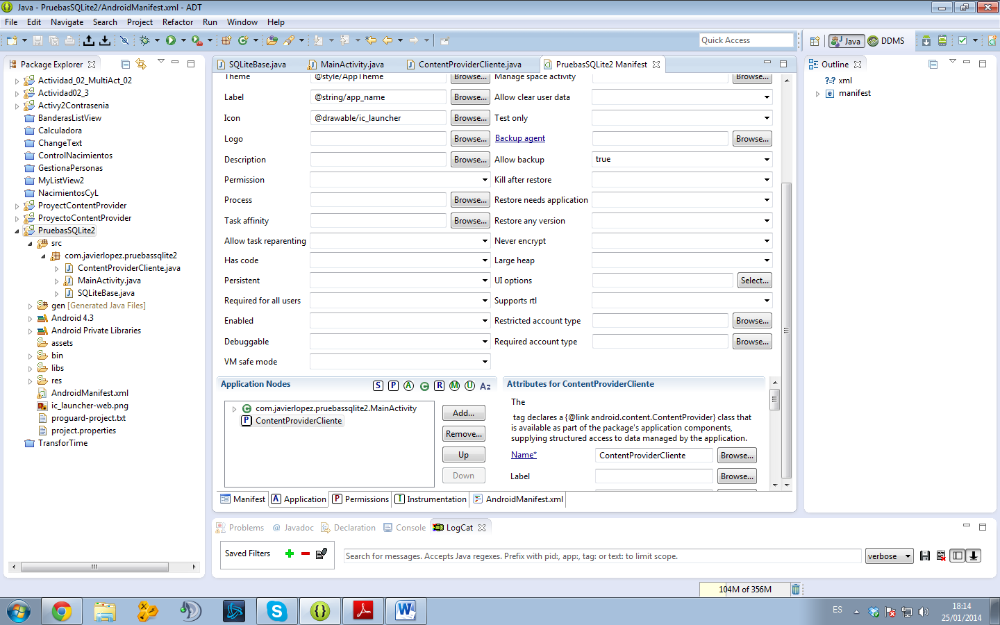 Java - PruebasSQLite2/AndroidManifest.xml - ADT
File Edit Navigate Search Project Refactor Run Window Help
Quick Access
Java
DDMS
Package Explorer
Actividad_02_MultiAct_02
Actividad02_3
Activy2Contrasenia
BanderasListView
Calculadora
ChangeText
ControlNacimientos
GestionaPersonas
MyListView2
NacimientosCyL
ProyectContentProvider
ProyectoContentProvider
PruebasSQLite2
src
com.javierlopez.pruebassqlite2
ContentProviderCliente.java
MainActivity.java
SQLiteBase.java
gen [Generated Java Files]
Android 4.3
Android Private Libraries
assets
bin
libs
res
AndroidManifest.xml
ic_launcher-web.png
proguard-project.txt
project.properties
TransforTime
SQLiteBase.java MainActivity.java ContentProviderCliente.java PruebasSQLite2 Manifest
Theme @style/AppTheme Browse... Manage space activity Browse...
Label @string/app_name Browse... Allow clear user data
Icon @drawable/ic_launcher Browse... Test only
Logo Browse... Backup agent Browse...
Description Browse... Allow backup true
Permission Kill after restore
Process Browse... Restore needs application
Task affinity Browse... Restore any version
Allow task reparenting Never encrypt
Has code Large heap
Persistent UI options Select...
Required for all users Supports rtl
Enabled Restricted account type Browse...
Debuggable Required account type Browse...
VM safe mode
Application Nodes S P A C R M U Az
C com.javierlopez.pruebassqlite2.MainActivity
P ContentProviderCliente
Add...
Remove...
Up
Down
Attributes for ContentProviderCliente
The
tag declares a {@link android.content.ContentProvider} class that
is available as part of the package's application components,
supplying structured access to data managed by the application.
Name* ContentProviderCliente Browse...
Label Browse...
Manifest A Application P Permissions I Instrumentation AndroidManifest.xml
Outline
xml
manifest
Problems @ Javadoc Declaration Console LogCat
Saved Filters
Search for messages. Accepts Java regexes. Prefix with pid:, app:, tag: or text: to limit scope.
verbose
104M of 356M
ES
18:14
25/01/2014